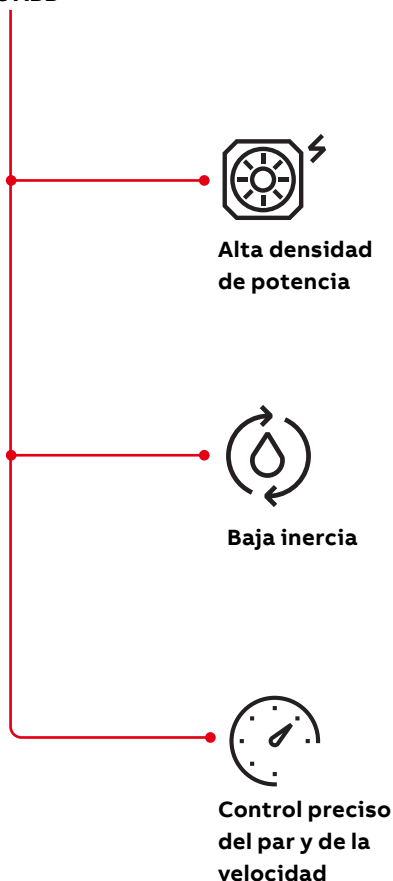 Alta densidad
de potencia
Baja inercia
Control preciso
del par y de la
velocidad